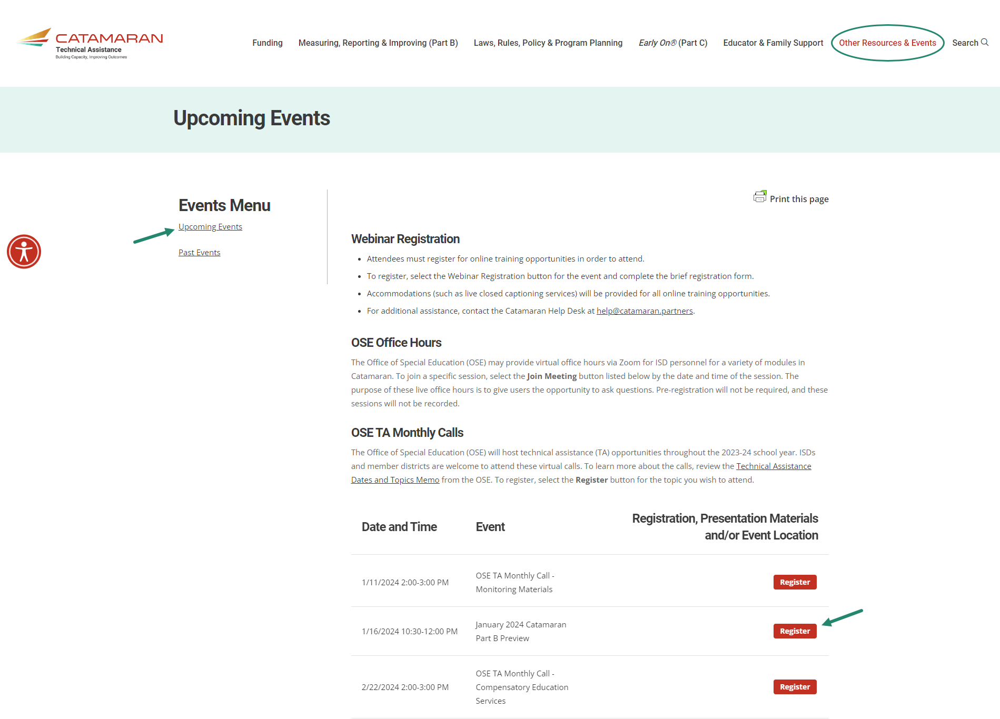 CATAMARAN
Technical Assistance
Building Capacity, Improving Outcomes
Funding
Measuring, Reporting & Improving (Part B)
Laws, Rules, Policy & Program Planning
Early On® (Part C)
Educator & Family Support
Other Resources & Events
Search
Upcoming Events
Events Menu
Upcoming Events
Past Events
Print this page
Webinar Registration
• Attendees must register for online training opportunities in order to attend.
• To register, select the Webinar Registration button for the event and complete the brief registration form.
• Accommodations (such as live closed captioning services) will be provided for all online training opportunities.
• For additional assistance, contact the Catamaran Help Desk at help@catamaran.partners.
OSE Office Hours
The Office of Special Education (OSE) may provide virtual office hours via Zoom for ISD personnel for a variety of modules in
Catamaran. To join a specific session, select the Join Meeting button listed below by the date and time of the session. The
purpose of these live office hours is to give users the opportunity to ask questions. Pre-registration will not be required, and these
sessions will not be recorded.
OSE TA Monthly Calls
The Office of Special Education (OSE) will host technical assistance (TA) opportunities throughout the 2023-24 school year. ISDs
and member districts are welcome to attend these virtual calls. To learn more about the calls, review the Technical Assistance
Dates and Topics Memo from the OSE. To register, select the Register button for the topic you wish to attend.
Date and Time
Event
Registration, Presentation Materials
and/or Event Location
1/11/2024 2:00-3:00 PM
OSE TA Monthly Call -
Monitoring Materials
Register
1/16/2024 10:30-12:00 PM
January 2024 Catamaran
Part B Preview
Register
2/22/2024 2:00-3:00 PM
OSE TA Monthly Call -
Compensatory Education
Services
Register